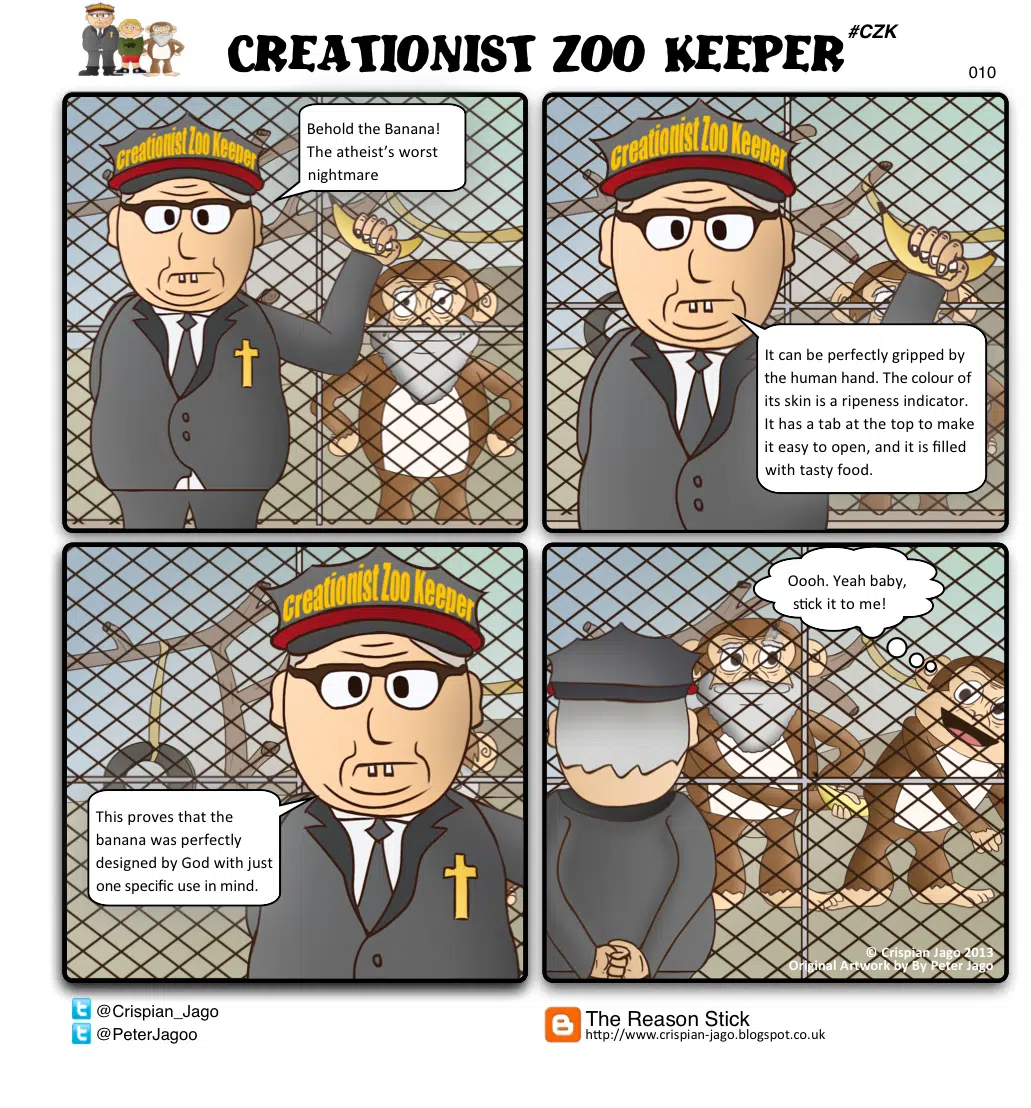 CREATIONIST ZOO KEEPER
#CZK
010
Creationist Zoo Keeper
Behold the Banana!
The atheist’s worst
nightmare
Creationist Zoo Keeper
It can be perfectly gripped by
the human hand. The colour of
its skin is a ripeness indicator.
It has a tab at the top to make
it easy to open, and it is filled
with tasty food.
Creationist Zoo Keeper
This proves that the
banana was perfectly
designed by God with just
one specific use in mind.
Oooh. Yeah baby,
stick it to me!
© Crispian Jago 2013
Original Artwork by By Peter Jago
@Crispian_Jago
@PeterJagoo
The Reason Stick
http://www.crispian-jago.blogspot.co.uk